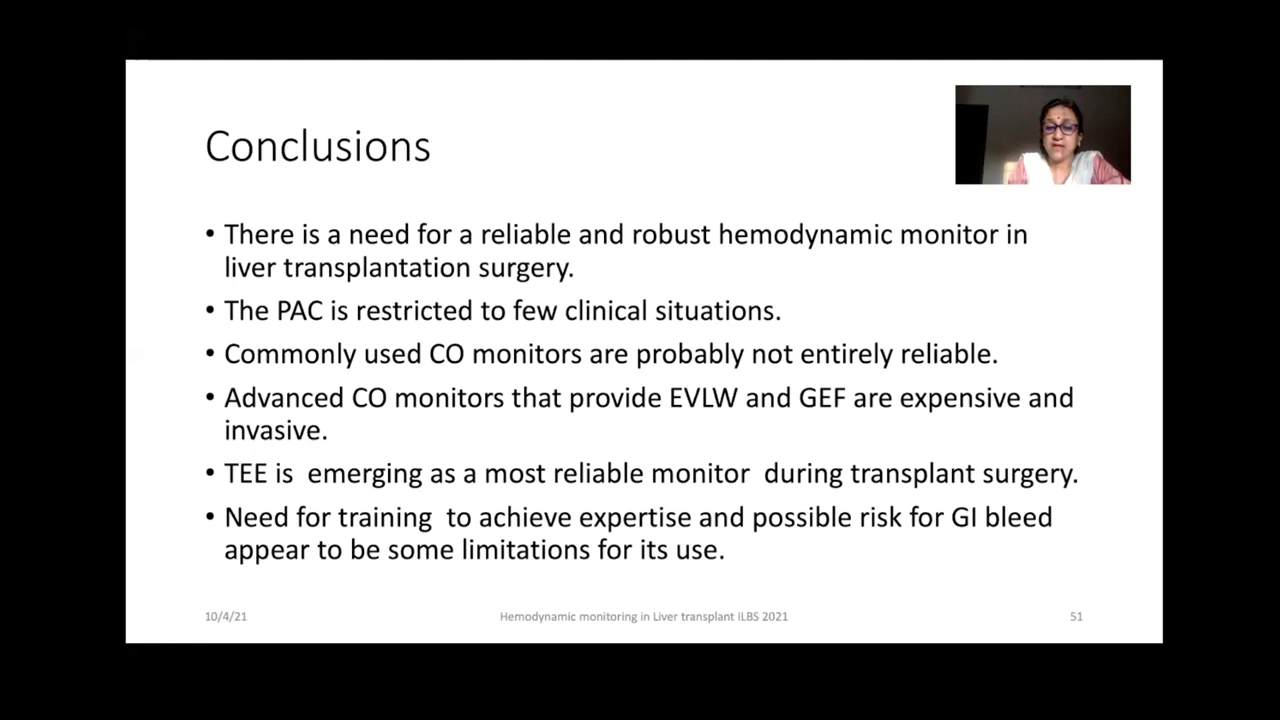 Conclusions
• There is a need for a reliable and robust hemodynamic monitor in
liver transplantation surgery.
• The PAC is restricted to few clinical situations.
• Commonly used CO monitors are probably not entirely reliable.
• Advanced CO monitors that provide EVLW and GEF are expensive and
invasive.
• TEE is  emerging as a most reliable monitor  during transplant surgery.
• Need for training  to achieve expertise and possible risk for GI bleed
appear to be some limitations for its use.
10/4/21
Hemodynamic monitoring in Liver transplant ILBS 2021
51